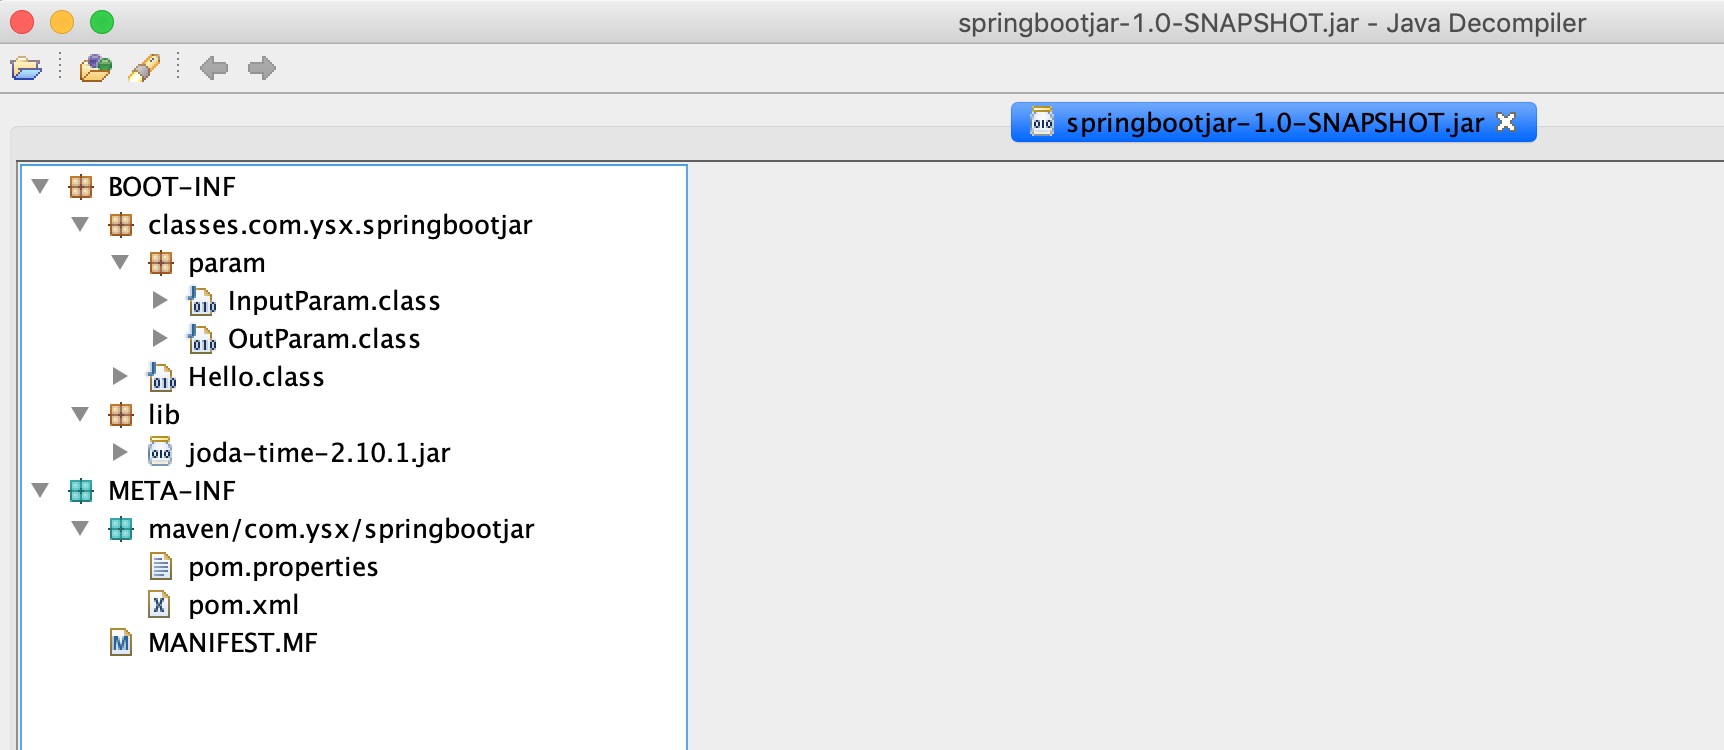 springbootjar-1.0-SNAPSHOT.jar - Java Decompiler
springbootjar-1.0-SNAPSHOT.jar
BOOT-INF
classes.com.ysx.springbootjar
param
InputParam.class
OutParam.class
Hello.class
lib
joda-time-2.10.1.jar
META-INF
maven/com.ysx/springbootjar
pom.properties
pom.xml
MANIFEST.MF